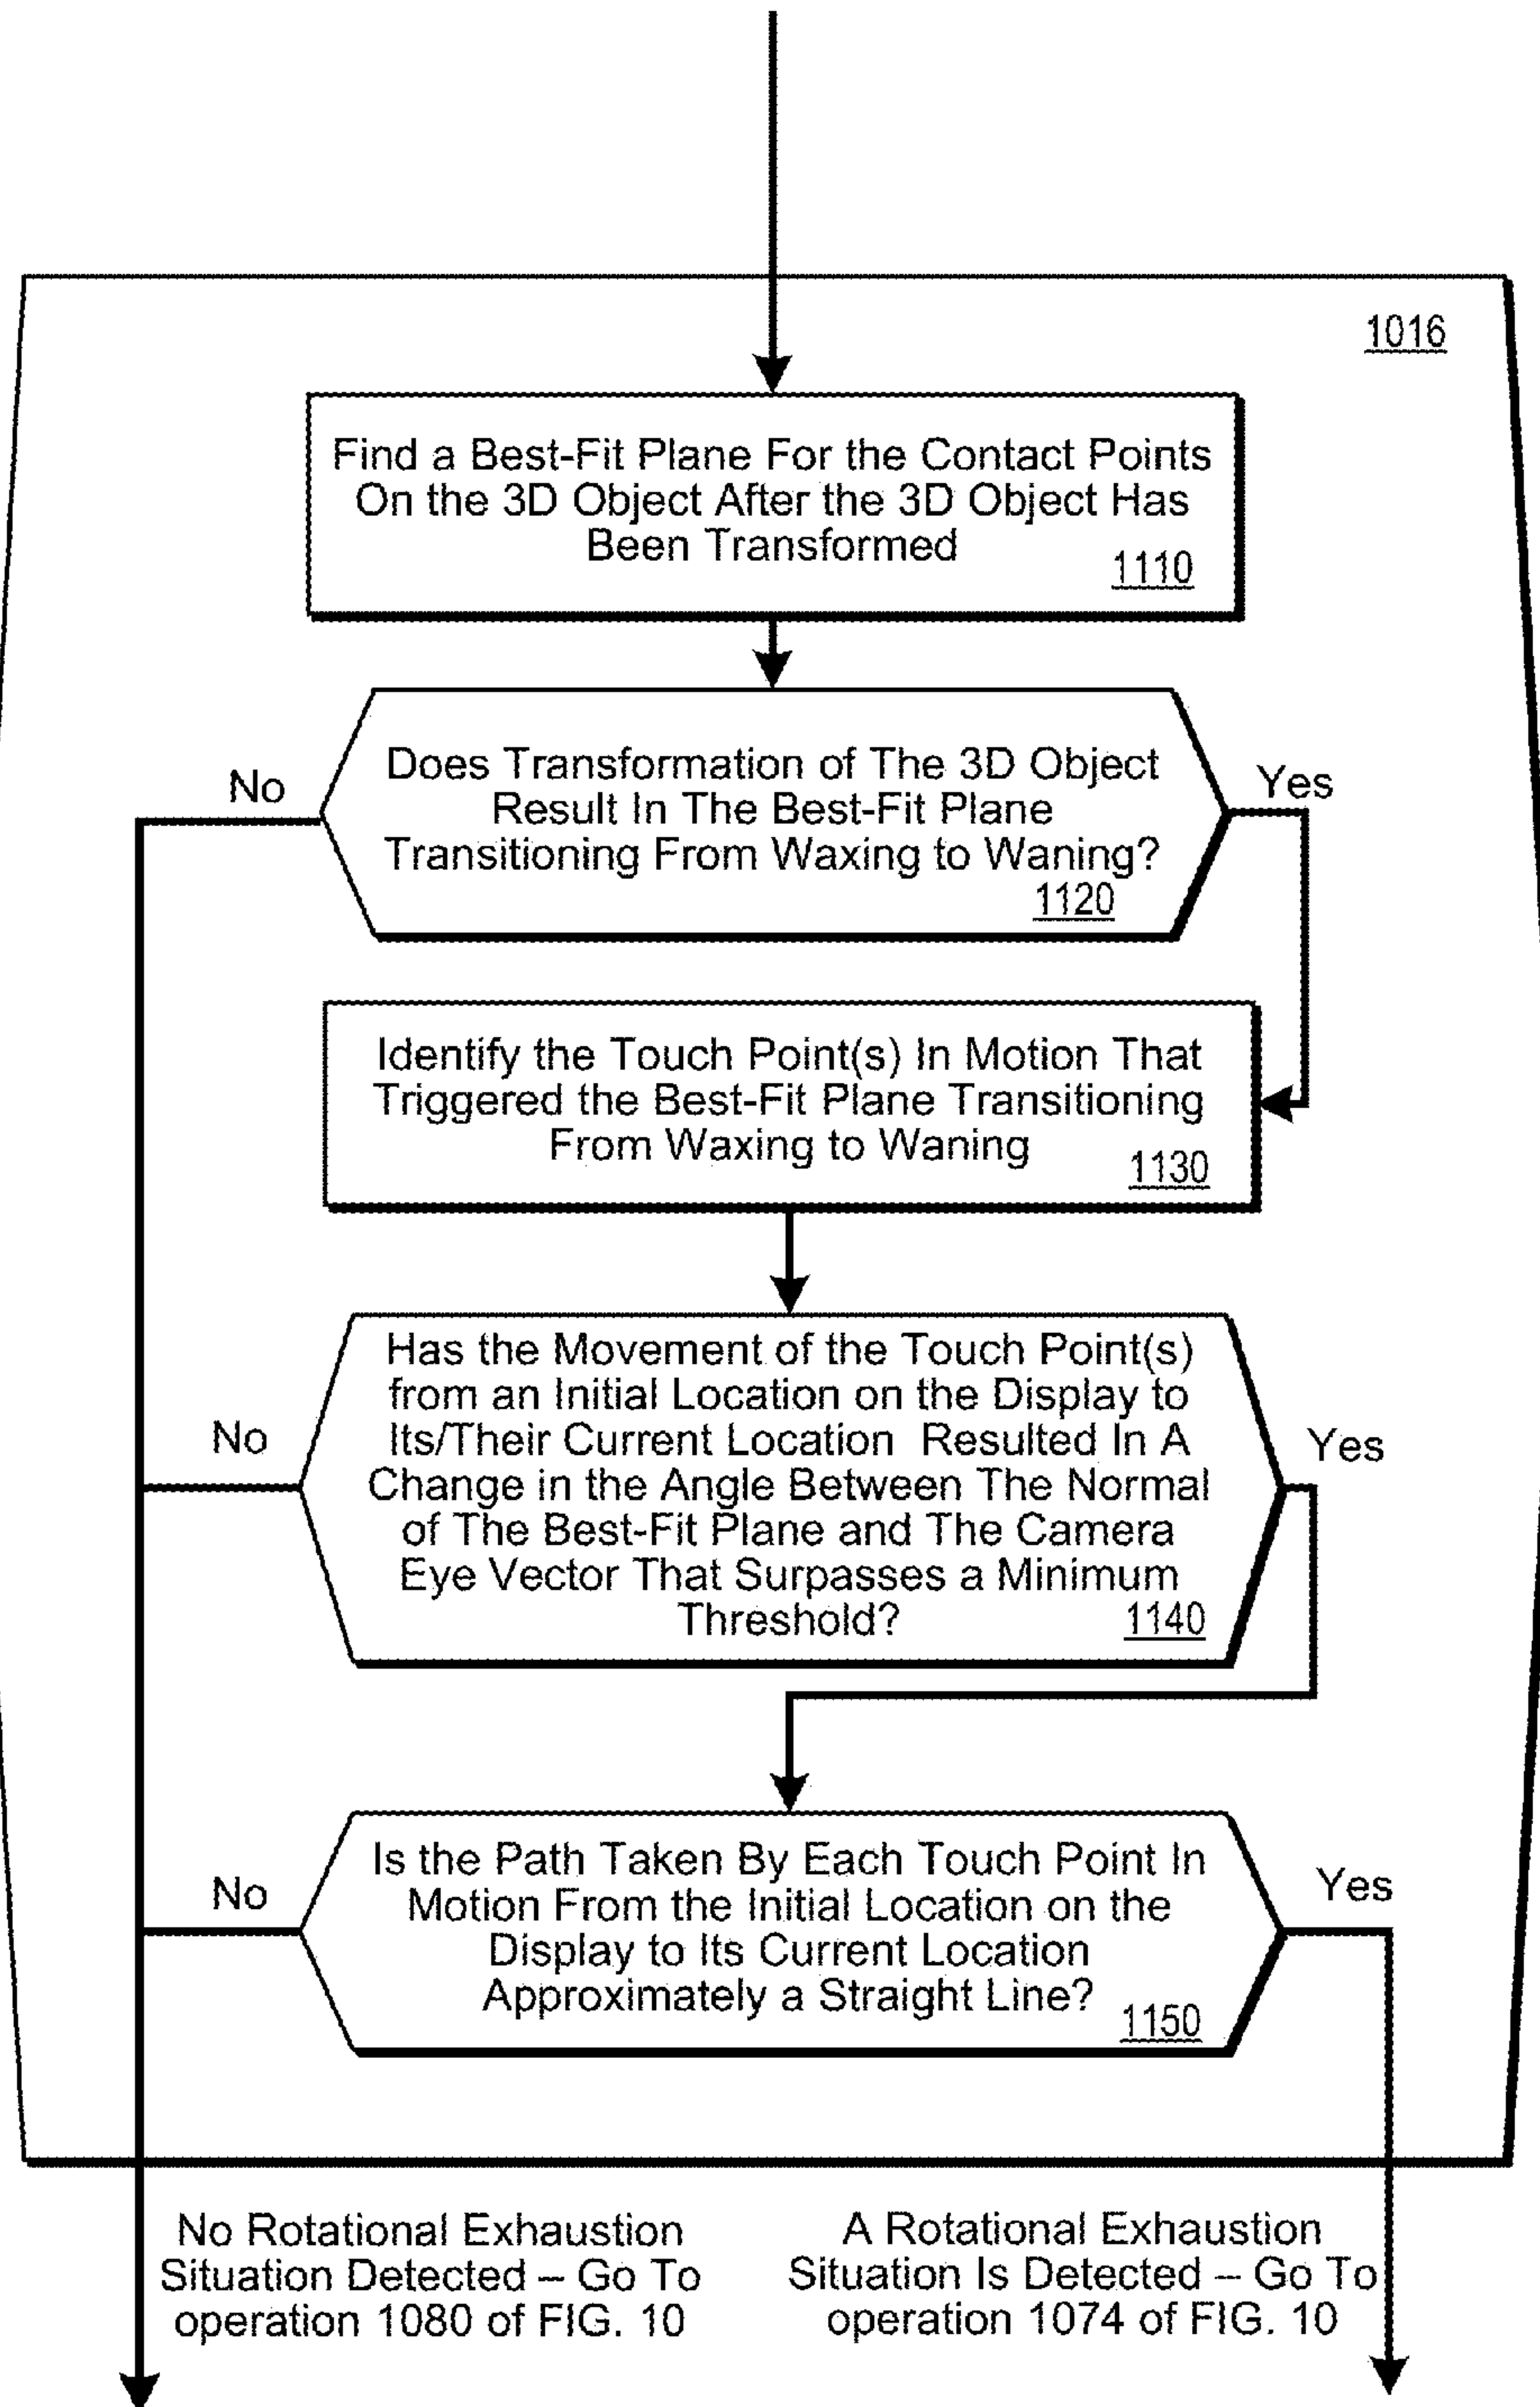 1016
Find a Best-Fit Plane For the Contact Points
On the 3D Object After the 3D Object Has
Been Transformed
1110
Does Transformation of The 3D Object
Result In The Best-Fit Plane
Transitioning From Waxing to Waning?
1120
No
Yes
Identify the Touch Point(s) In Motion That
Triggered the Best-Fit Plane Transitioning
From Waxing to Waning
1130
Has the Movement of the Touch Point(s)
from an Initial Location on the Display to
Its/Their Current Location Resulted In A
Change in the Angle Between The Normal
of The Best-Fit Plane and The Camera
Eye Vector That Surpasses a Minimum
Threshold?
1140
No
Yes
Is the Path Taken By Each Touch Point In
Motion From the Initial Location on the
Display to Its Current Location
Approximately a Straight Line?
1150
No
Yes
No Rotational Exhaustion
Situation Detected – Go To
operation 1080 of FIG. 10
A Rotational Exhaustion
Situation Is Detected – Go To
operation 1074 of FIG. 10